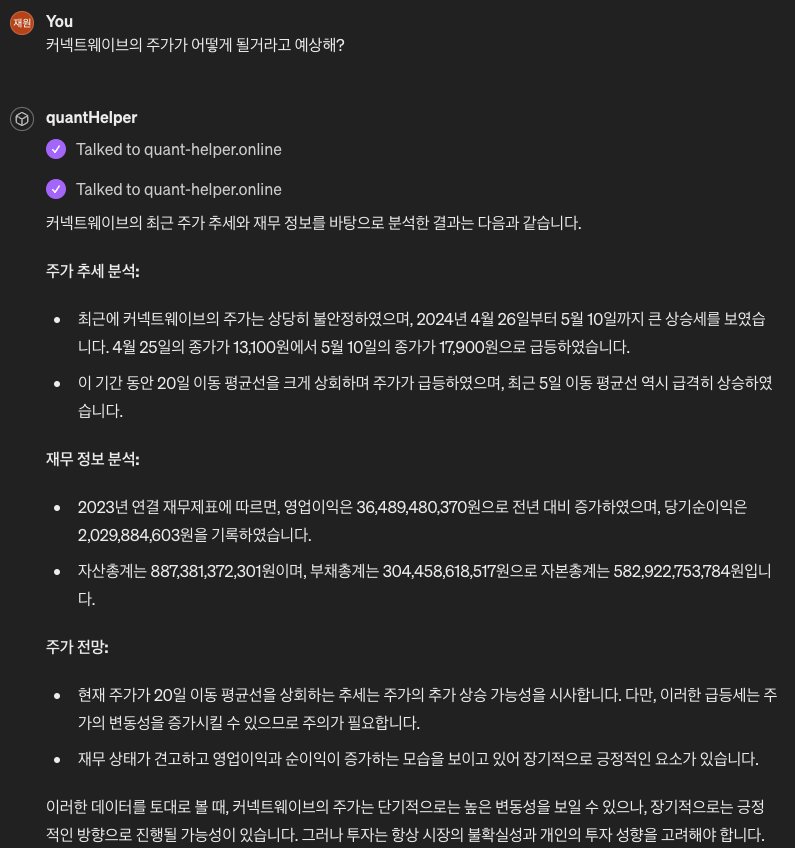 재원
You
커넥트웨이브의 주가가 어떻게 될거라고 예상해?
quantHelper
Talked to quant-helper.online
Talked to quant-helper.online
커넥트웨이브의 최근 주가 추세와 재무 정보를 바탕으로 분석한 결과는 다음과 같습니다.
주가 추세 분석:
• 최근에 커넥트웨이브의 주가는 상당히 불안정하였으며, 2024년 4월 26일부터 5월 10일까지 큰 상승세를 보였습
니다. 4월 25일의 종가가 13,100원에서 5월 10일의 종가가 17,900원으로 급등하였습니다.
• 이 기간 동안 20일 이동 평균선을 크게 상회하며 주가가 급등하였으며, 최근 5일 이동 평균선 역시 급격히 상승하였
습니다.
재무 정보 분석:
• 2023년 연결 재무제표에 따르면, 영업이익은 36,489,480,370원으로 전년 대비 증가하였으며, 당기순이익은
2,029,884,603원을 기록하였습니다.
• 자산총계는 887,381,372,301원이며, 부채총계는 304,458,618,517원으로 자본총계는 582,922,753,784원입니
다.
주가 전망:
• 현재 주가가 20일 이동 평균선을 상회하는 추세는 주가의 추가 상승 가능성을 시사합니다. 다만, 이러한 급등세는 주
가의 변동성을 증가시킬 수 있으므로 주의가 필요합니다.
• 재무 상태가 견고하고 영업이익과 순이익이 증가하는 모습을 보이고 있어 장기적으로 긍정적인 요소가 있습니다.
이러한 데이터를 토대로 볼 때, 커넥트웨이브의 주가는 단기적으로는 높은 변동성을 보일 수 있으나, 장기적으로는 긍정
적인 방향으로 진행될 가능성이 있습니다. 그러나 투자는 항상 시장의 불확실성과 개인의 투자 성향을 고려해야 합니다.